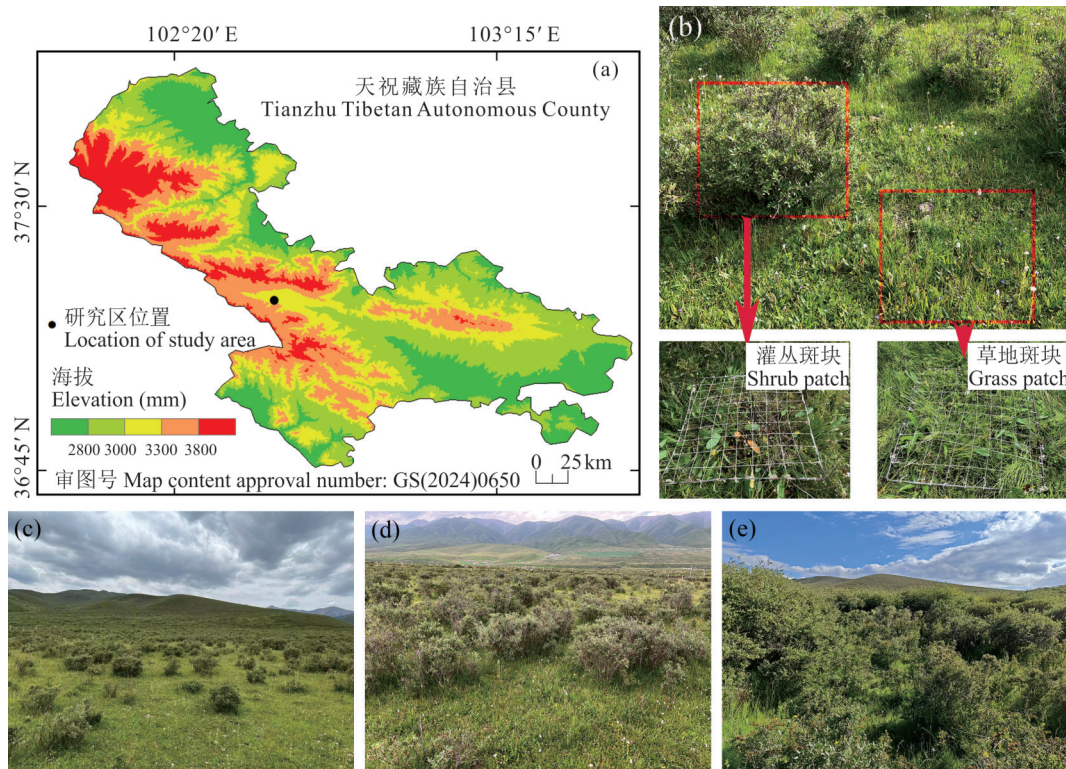 102°20′ E
103°15′ E
(a)
天祝藏族自治县
Tianzhu Tibetan Autonomous County
37°30′ N
36°45′ N
研究区位置
Location of study area
海拔
Elevation (mm)
2800 3000 3300 3800
0 25 km
审图号 Map content approval number: GS(2024)0650
(b)
灌丛斑块
Shrub patch
草地斑块
Grass patch
(c)
(d)
(e)